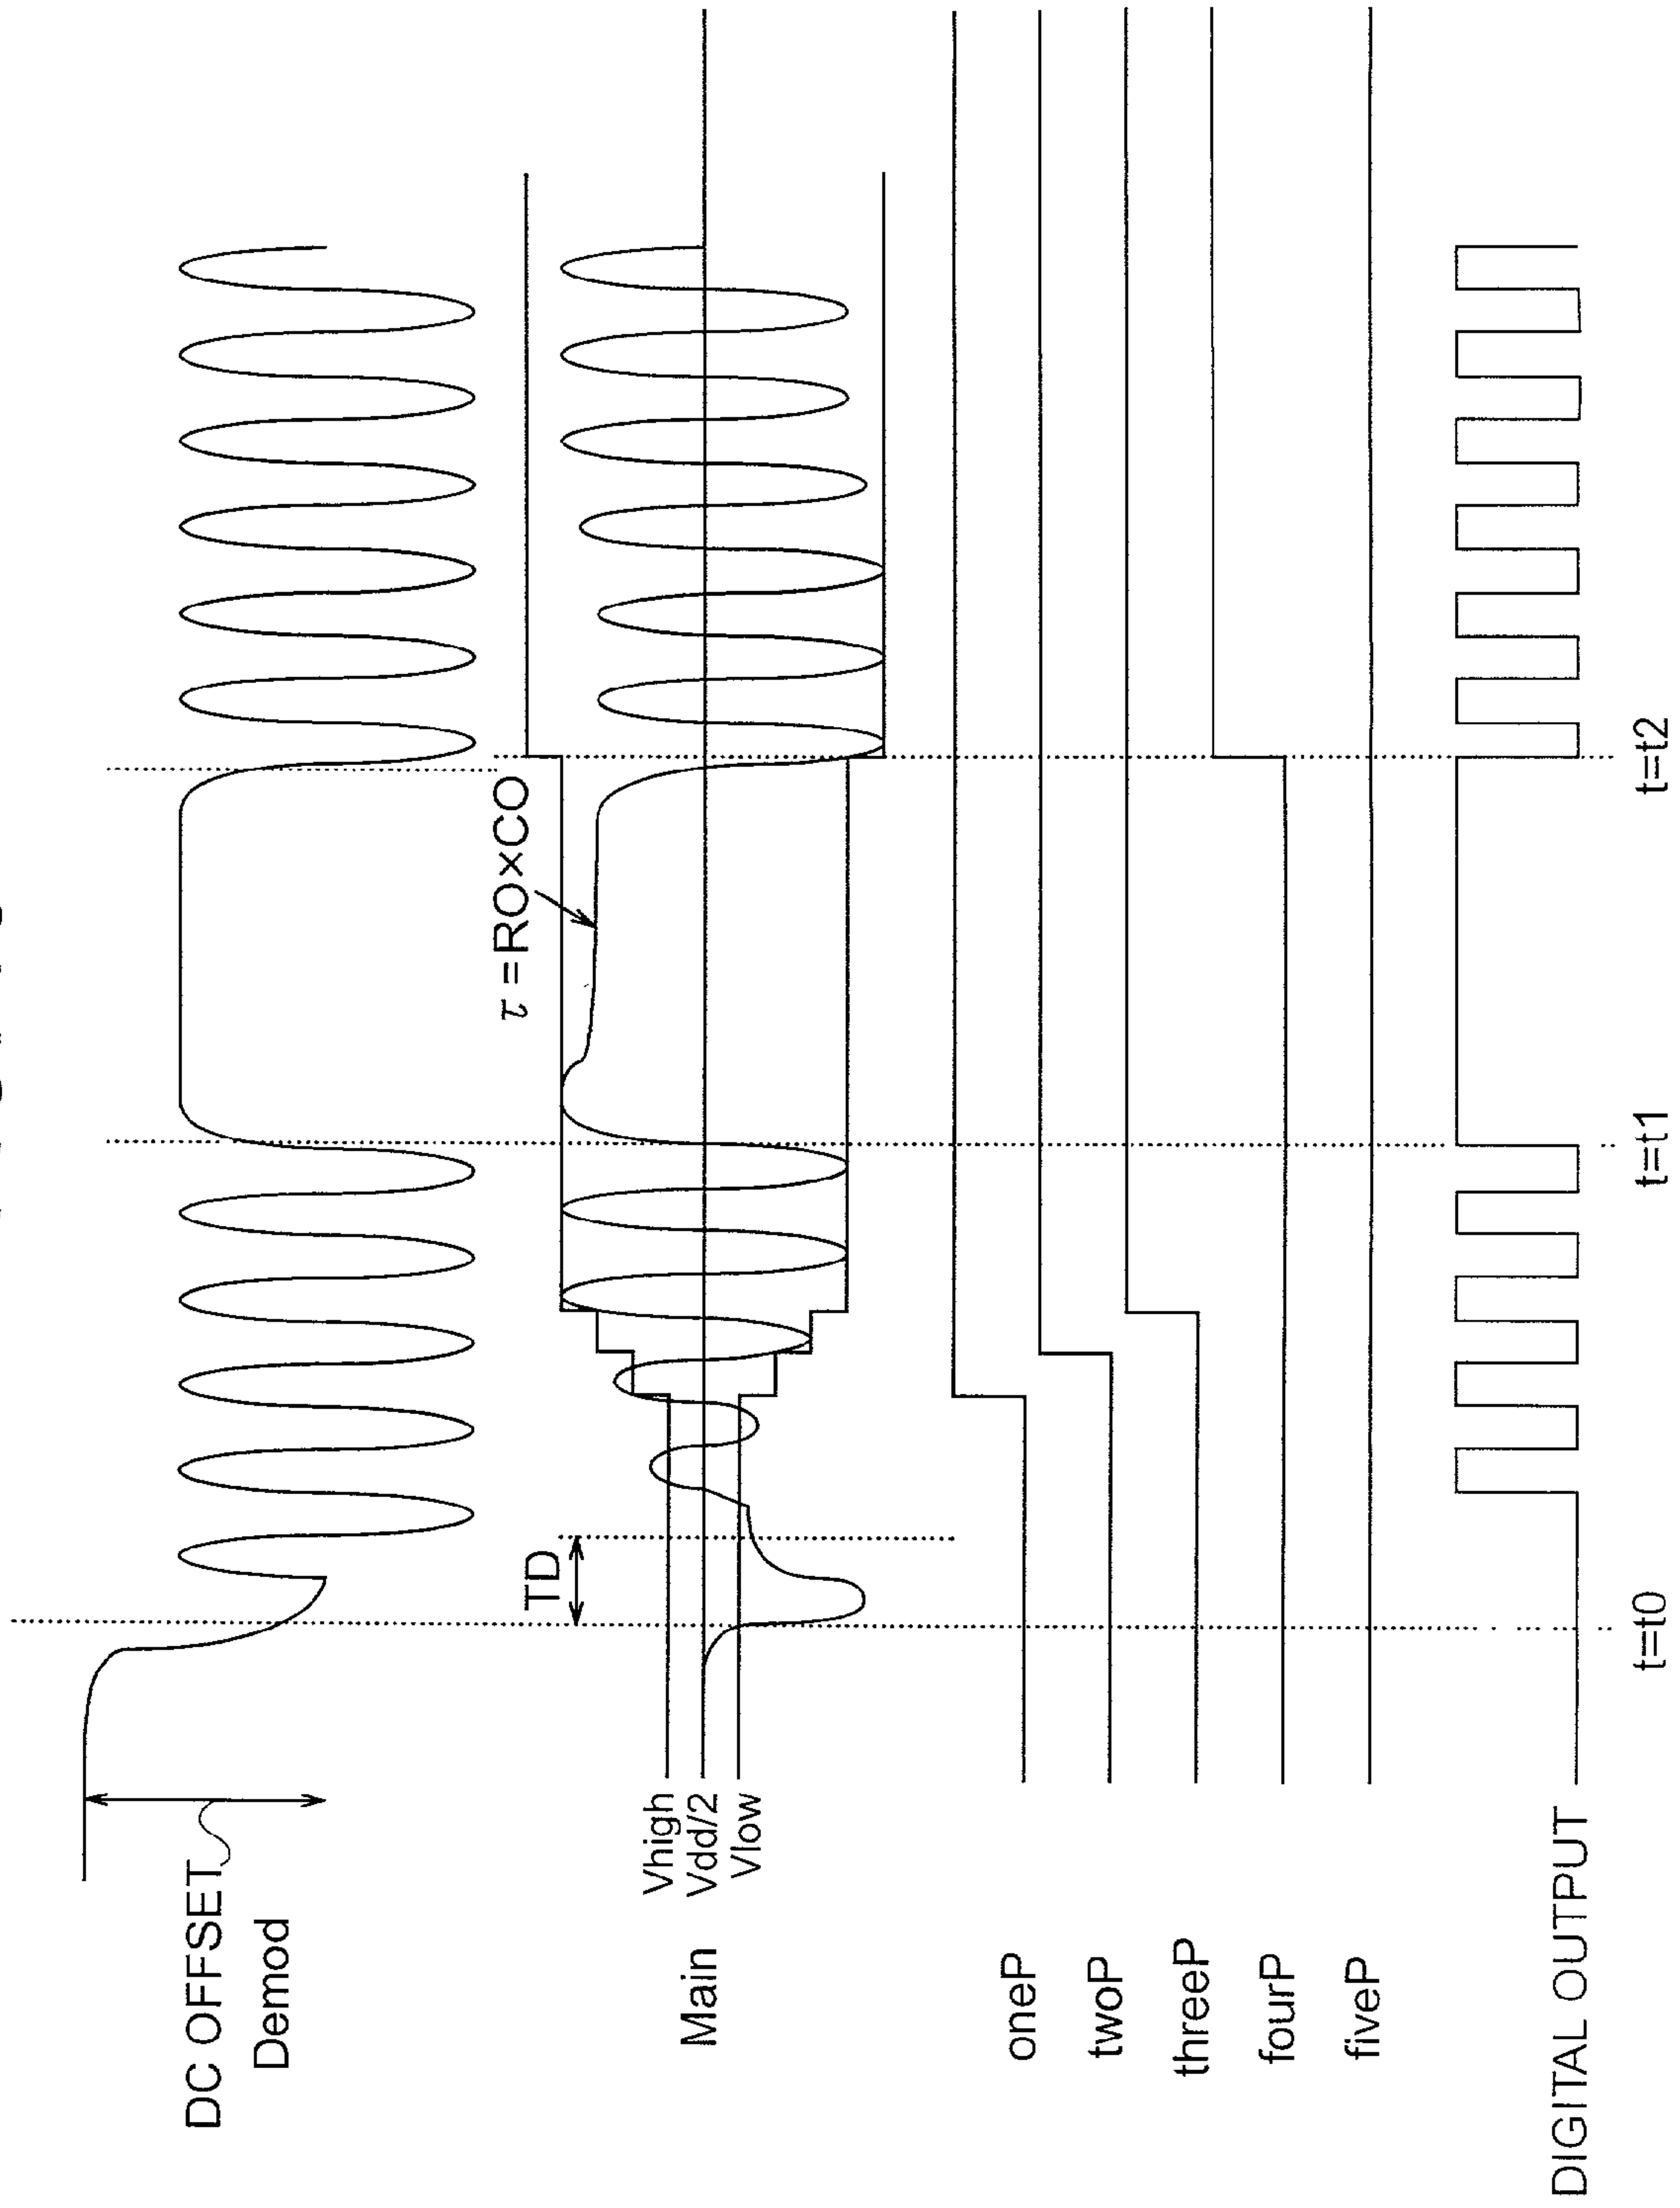 DC OFFSET
Demod
TD
τ=RO×CO
Vhigh
Vdd/2
Vlow
Main
oneP
twoP
threeP
fourP
fiveP
DIGITAL OUTPUT
t=t0
t=t1
t=t2